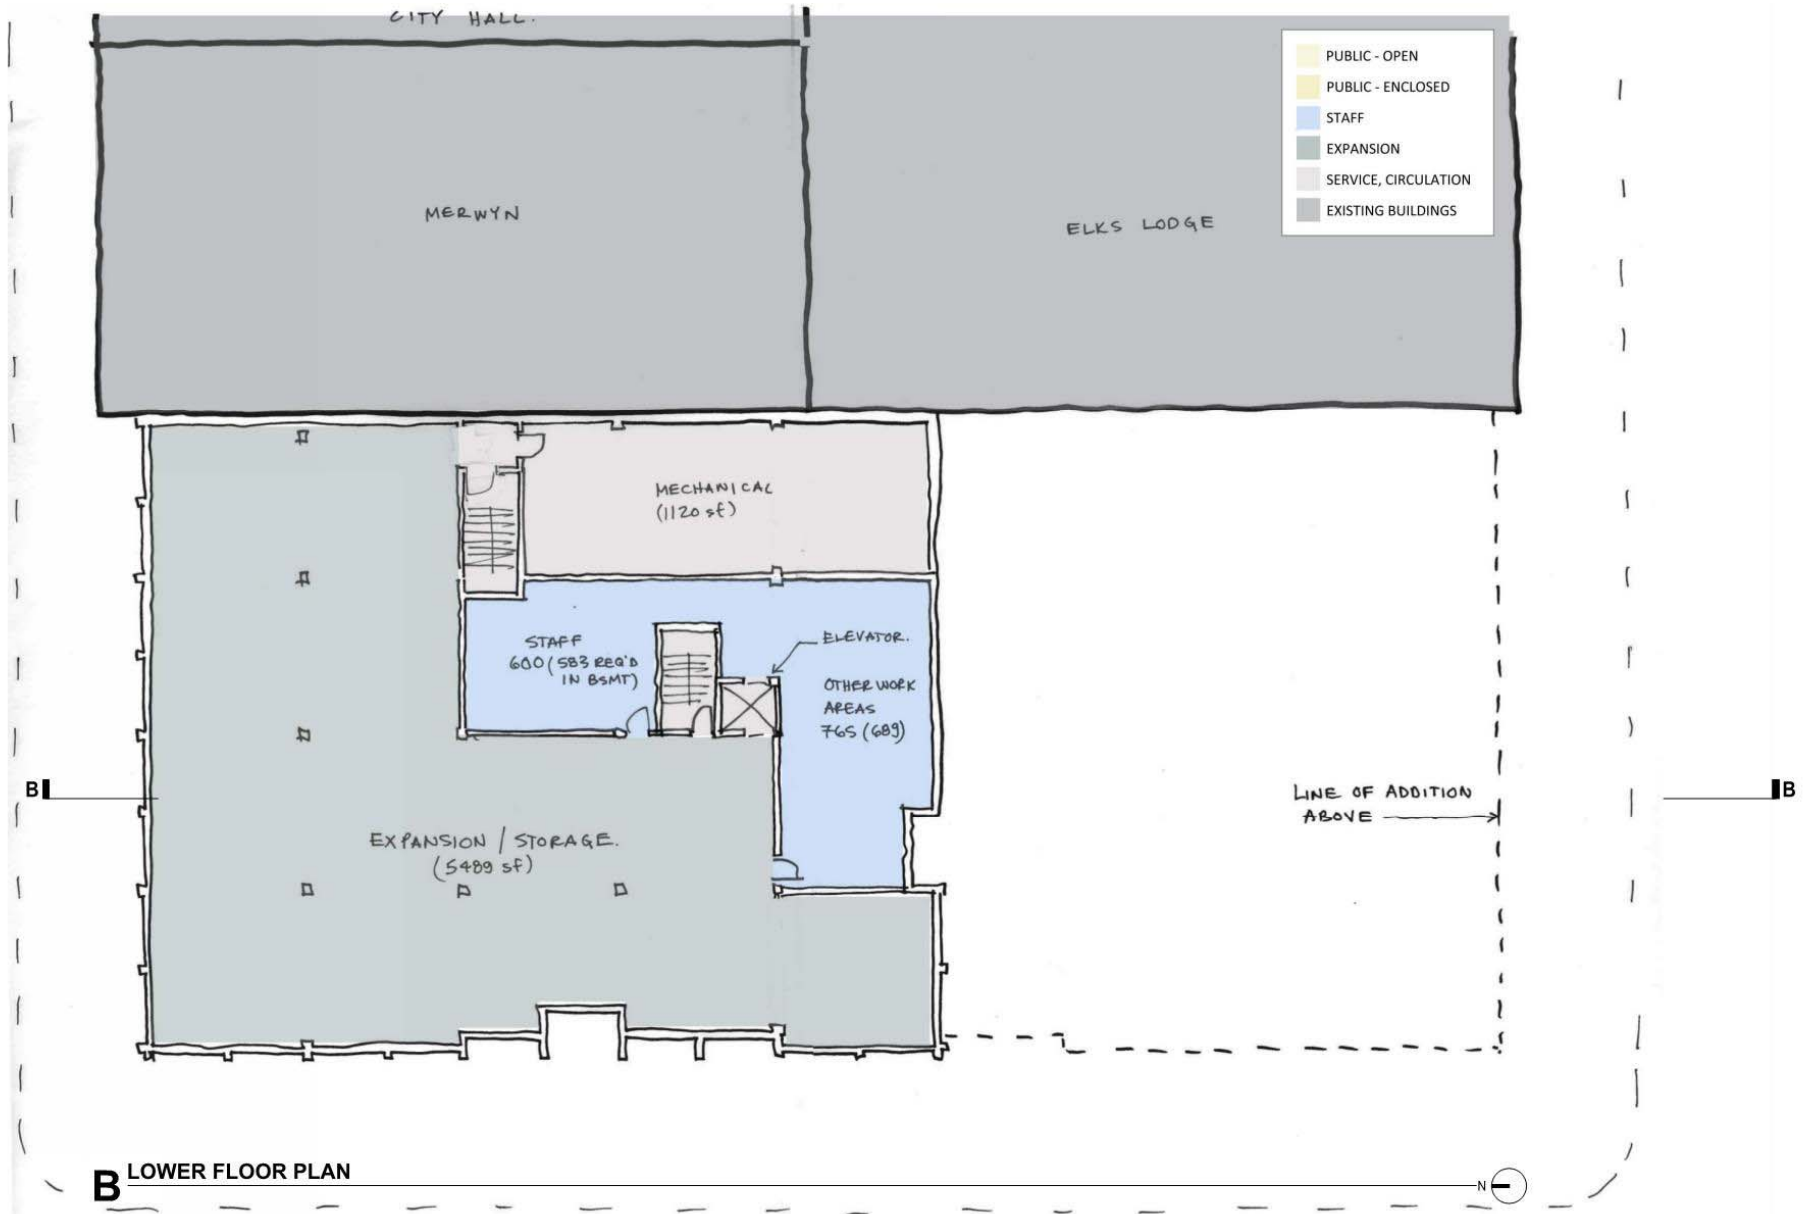 CITY HALL.
PUBLIC - OPEN
PUBLIC - ENCLOSED
STAFF
EXPANSION
SERVICE, CIRCULATION
EXISTING BUILDINGS
MERWYN
ELKS LODGE
MECHANICAL
(1120 sf)
STAFF
600 (583 REQ'D
IN BSMT)
ELEVATOR.
OTHER WORK
AREAS
765 (689)
B
B
LINE OF ADDITION
ABOVE
EXPANSION / STORAGE.
(5489 sf)
B LOWER FLOOR PLAN
N